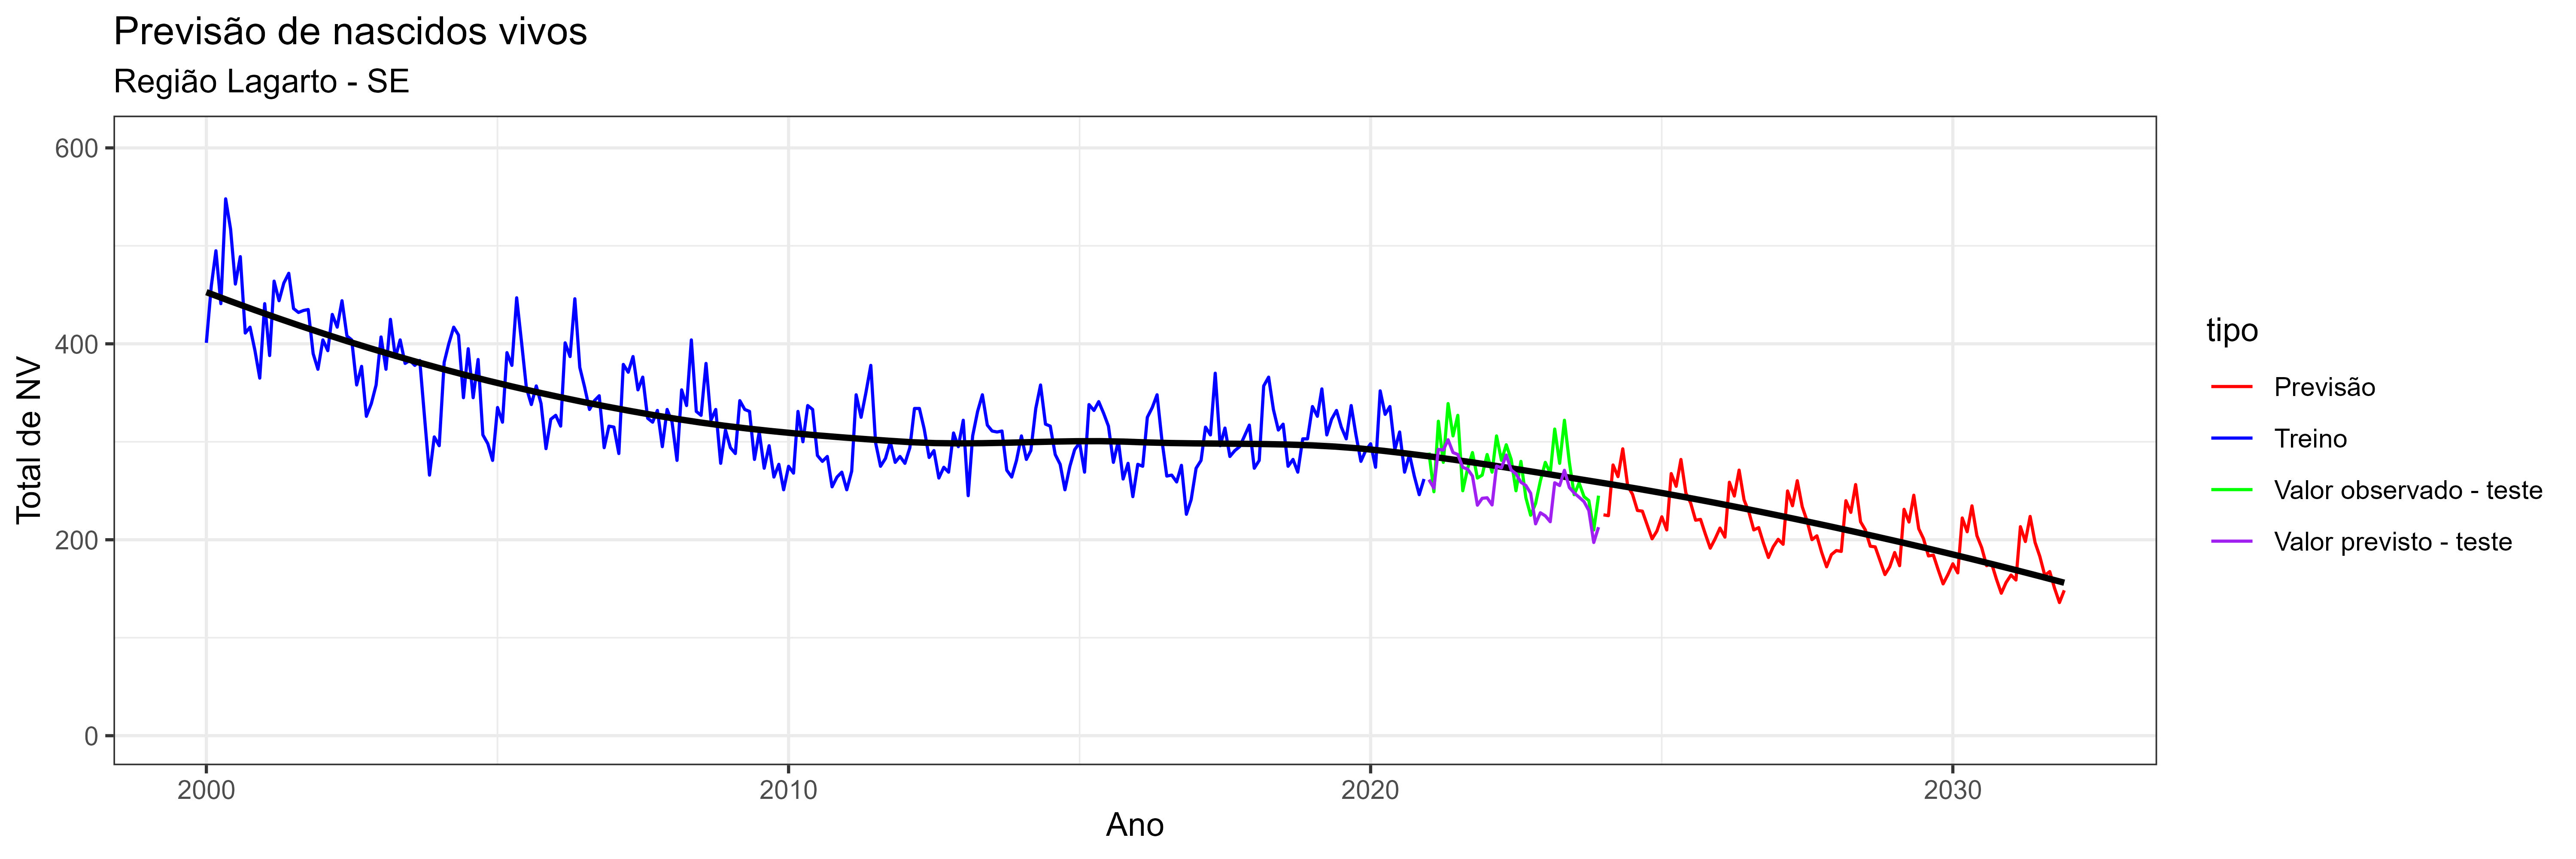 Previsão de nascidos vivos
Região Lagarto - SE
Total de NV
600
400
200
0
2000
2010
2020
2030
Ano
tipo
Previsão
Treino
Valor observado - teste
Valor previsto - teste